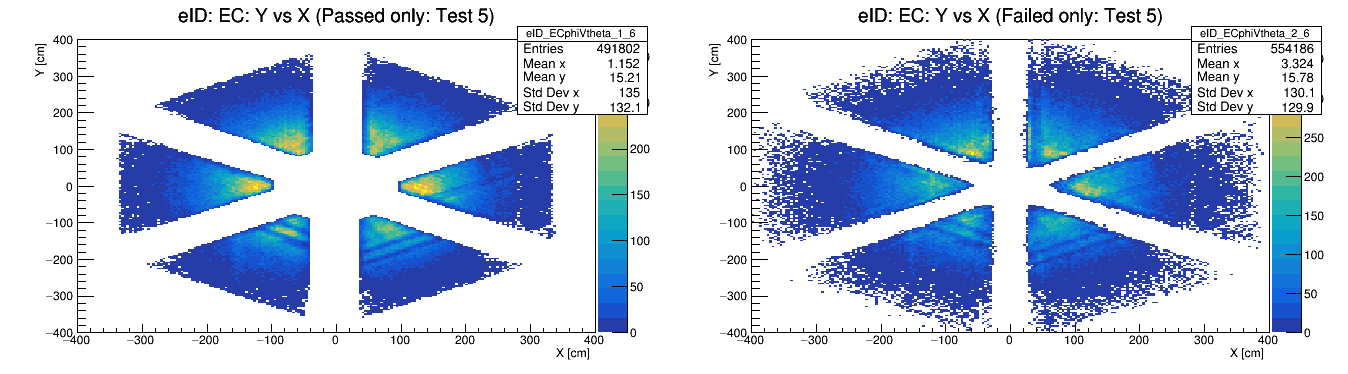 eID: EC: Y vs X (Passed only: Test 5)
eID_ECphiVtheta_1_6
Entries 491802
Mean x 1.152
Mean y 15.21
Std Dev x 135
Std Dev y 132.1
Y [cm]
400
300
200
100
0
−100
−200
−300
−400
−400 −300 −200 −100 0 100 200 300 400
X [cm]
200
150
100
50
0
eID: EC: Y vs X (Failed only: Test 5)
eID_ECphiVtheta_2_6
Entries 554186
Mean x 3.324
Mean y 15.78
Std Dev x 130.1
Std Dev y 129.9
Y [cm]
400
300
200
100
0
−100
−200
−300
−400
−400 −300 −200 −100 0 100 200 300 400
X [cm]
250
200
150
100
50
0